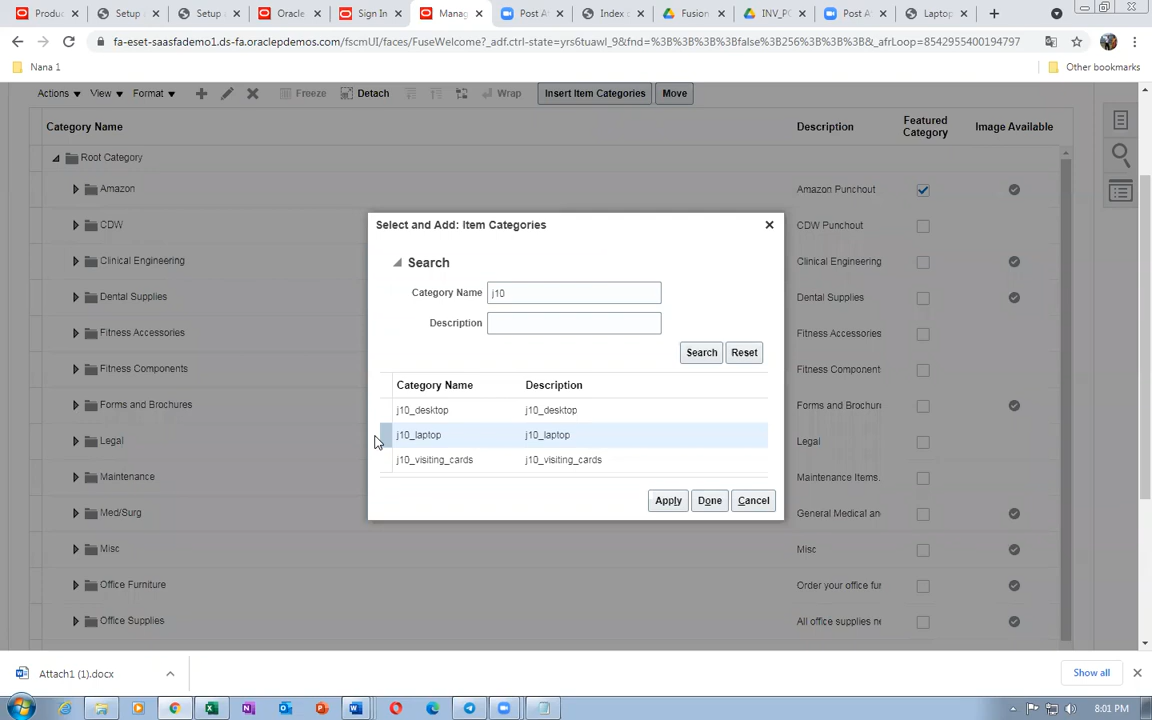 Produc
Setup
Setup
Oracle
Sign In
Manag
Post A
Index o
Fusion
INV_PO
Post A
Laptop
fa-eset-saasfademo1.ds-fa.oraclepdemos.com/fscmUI/faces/FuseWelcome?_adf.ctrl-state=yrs6tuawl_9&fnd=%3B%3B%3B%3Bfalse%3B256%3B%3B%3B&_afrLoop=8542955400194797
Nana 1
Other bookmarks
Actions View Format Freeze Detach Wrap Insert Item Categories Move
Category Name Description Featured Category Image Available
Root Category
Amazon Amazon Punchout
CDW CDW Punchout
Clinical Engineering Clinical Engineering
Dental Supplies Dental Supplies
Fitness Accessories Fitness Accessories
Fitness Components Fitness Component
Forms and Brochures Forms and Brochure
Legal Legal
Maintenance Maintenance Items.
Med/Surg General Medical an
Misc Misc
Office Furniture Order your office fur
Office Supplies All office supplies ne
Select and Add: Item Categories
Search
Category Name j10
Description
Search Reset
Category Name Description
j10_desktop j10_desktop
j10_laptop j10_laptop
j10_visiting_cards j10_visiting_cards
Apply Done Cancel
Attach1 (1).docx
Show all
8:01 PM